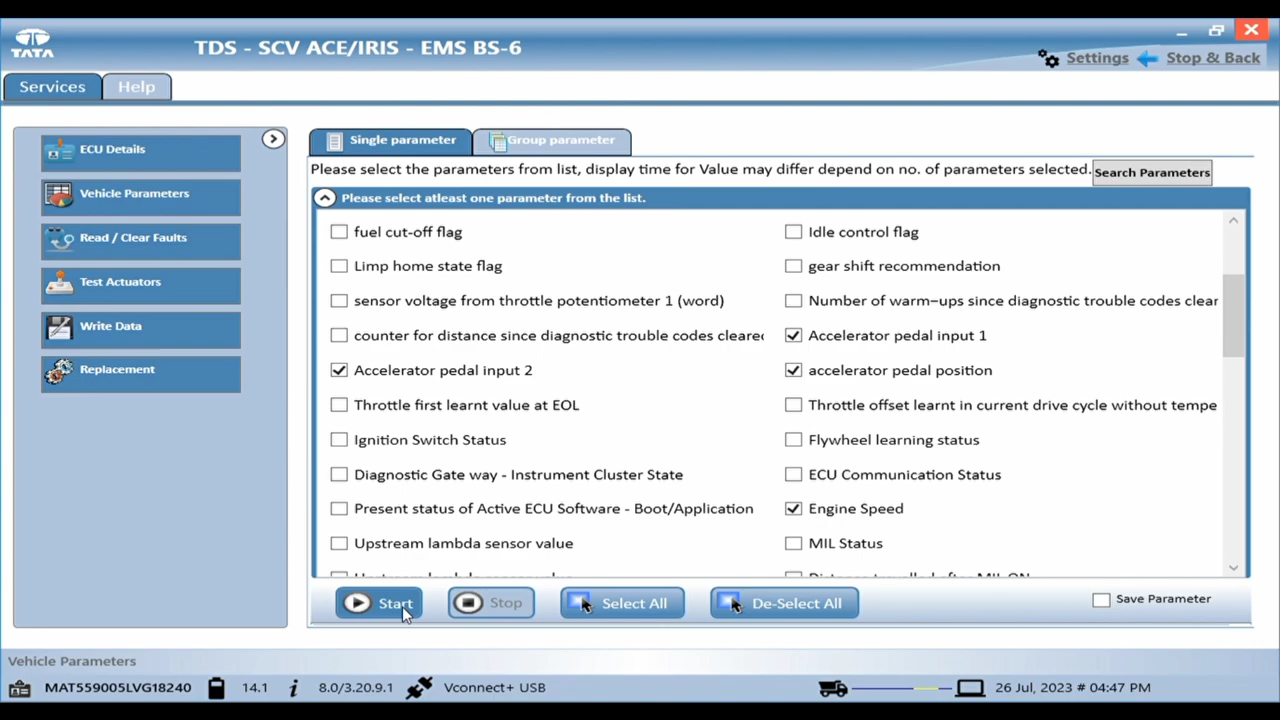 TATA
TDS - SCV ACE/IRIS - EMS BS-6
Settings
Stop & Back
Services
Help
ECU Details
Vehicle Parameters
Read / Clear Faults
Test Actuators
Write Data
Replacement
Single parameter
Group parameter
Please select the parameters from list, display time for Value may differ depend on no. of parameters selected.
Search Parameters
Please select atleast one parameter from the list.
fuel cut-off flag
Idle control flag
Limp home state flag
gear shift recommendation
sensor voltage from throttle potentiometer 1 (word)
Number of warm-ups since diagnostic trouble codes clear
counter for distance since diagnostic trouble codes cleared
Accelerator pedal input 1
Accelerator pedal input 2
accelerator pedal position
Throttle first learnt value at EOL
Throttle offset learnt in current drive cycle without tempe
Ignition Switch Status
Flywheel learning status
Diagnostic Gate way - Instrument Cluster State
ECU Communication Status
Present status of Active ECU Software - Boot/Application
Engine Speed
Upstream lambda sensor value
MIL Status
Start
Stop
Select All
De-Select All
Save Parameter
Vehicle Parameters
MAT559005LVG18240
14.1
8.0/3.20.9.1
Vconnect+ USB
26 Jul, 2023 # 04:47 PM